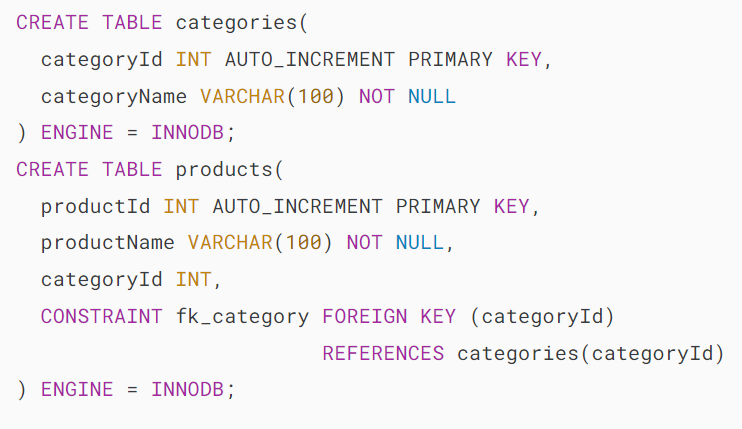 CREATE TABLE categories(
  categoryId INT AUTO_INCREMENT PRIMARY KEY,
  categoryName VARCHAR(100) NOT NULL
) ENGINE = INNODB;
CREATE TABLE products(
  productId INT AUTO_INCREMENT PRIMARY KEY,
  productName VARCHAR(100) NOT NULL,
  categoryId INT,
  CONSTRAINT fk_category FOREIGN KEY (categoryId)
                         REFERENCES categories(categoryId)
) ENGINE = INNODB;